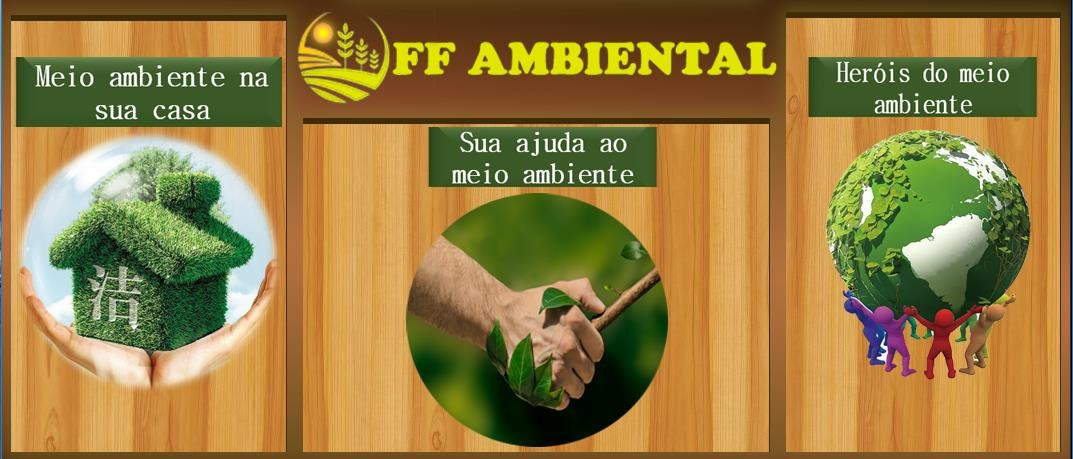 FF AMBIENTAL
Meio ambiente na
sua casa
洁
Sua ajuda ao
meio ambiente
Heróis do meio
ambiente